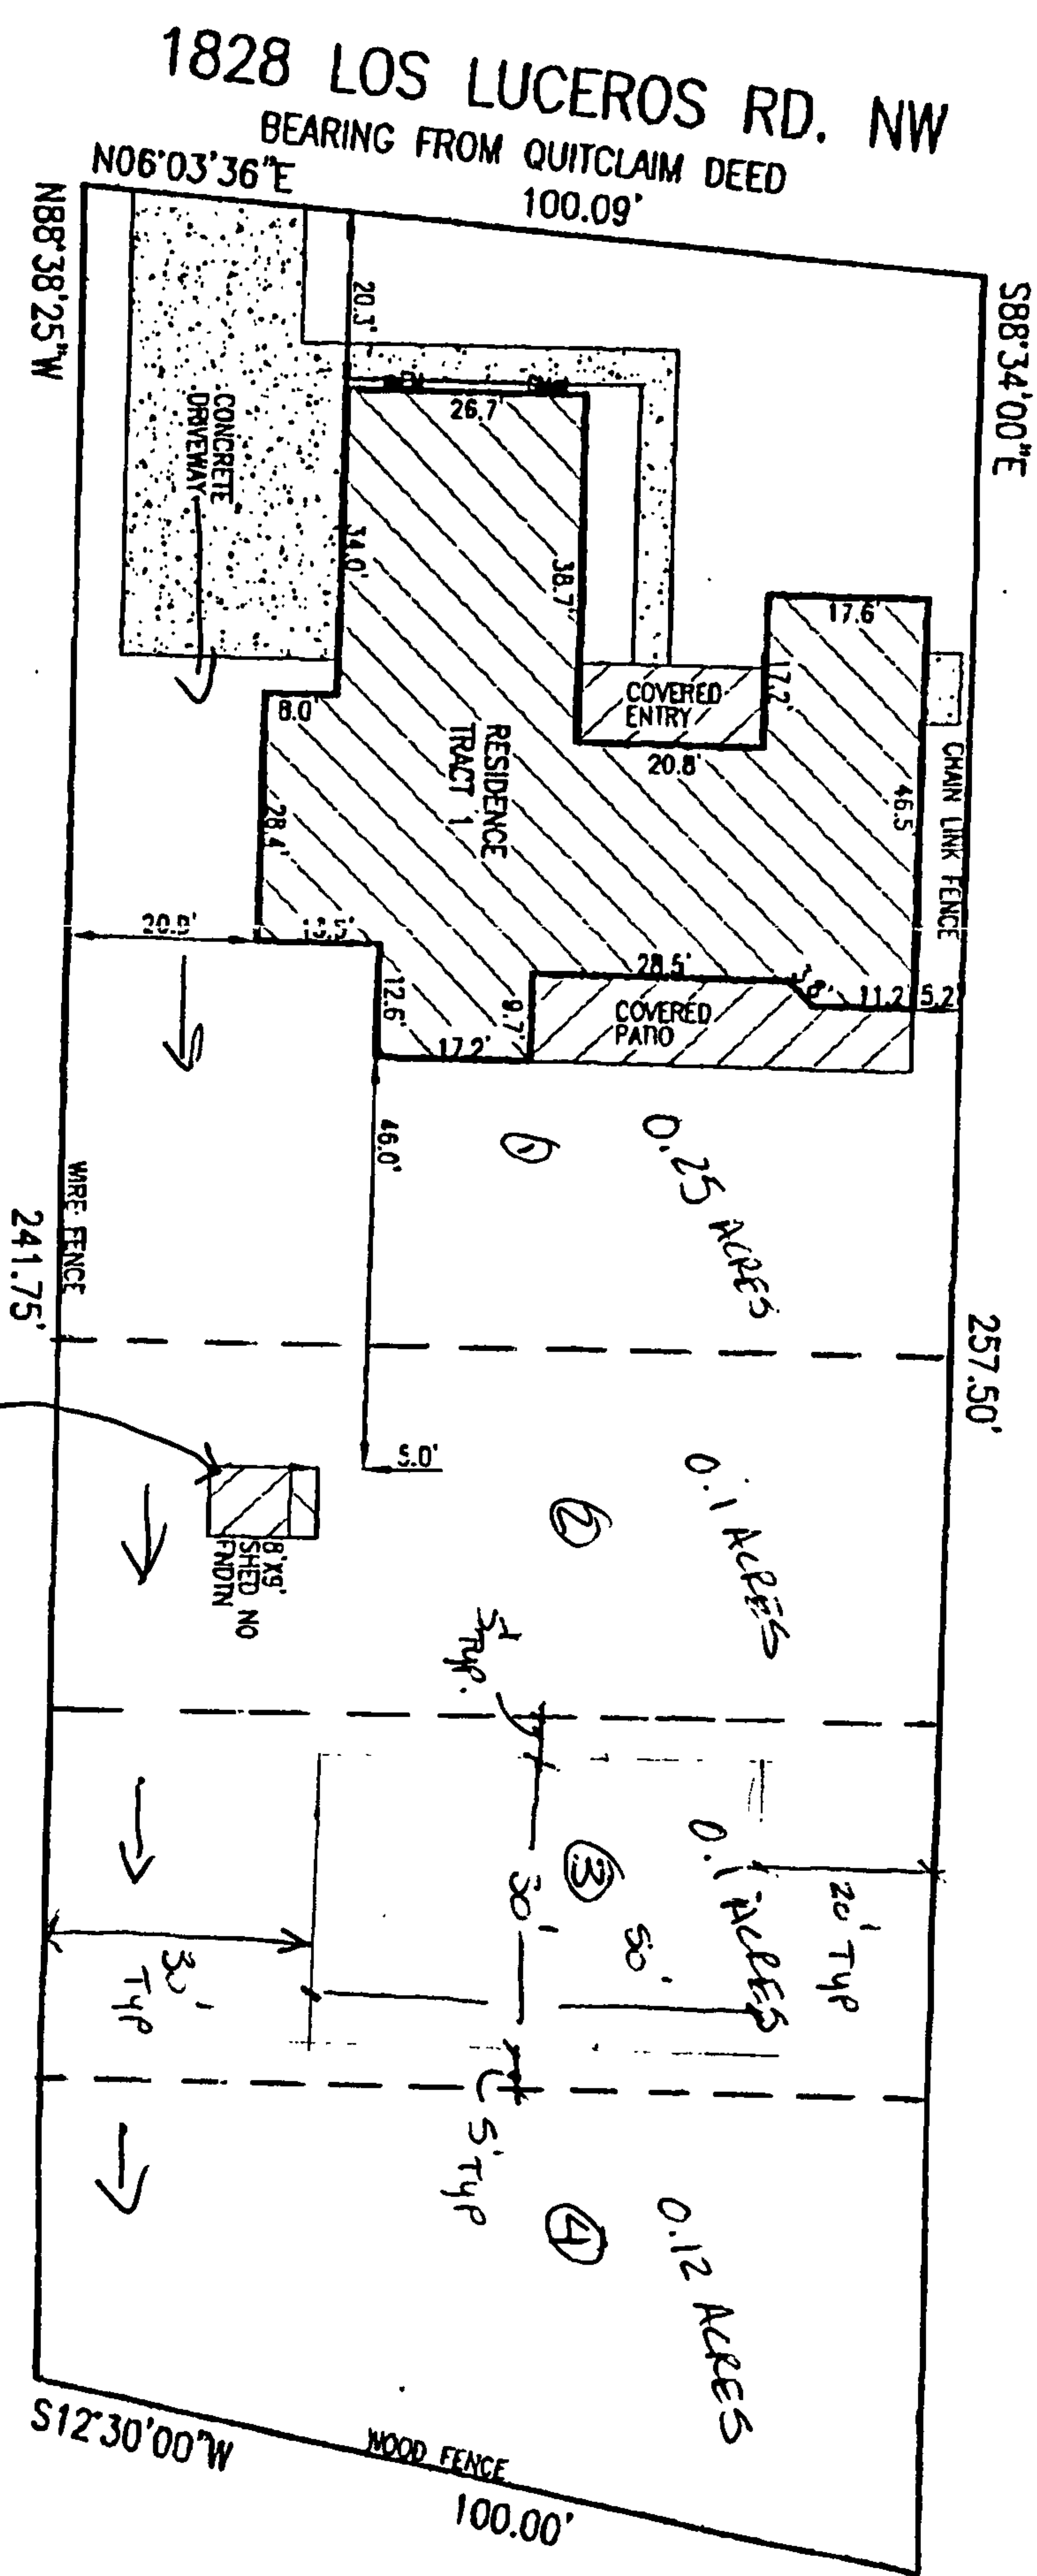 1828 LOS LUCEROS RD. NW
BEARING FROM QUITCLAIM DEED
N06°03'36"E
100.09'
N88°38'25"W
S88°34'00"E
20.3'
26.7'
CONCRETE
DRIVEWAY
34.0'
38.7'
17.6'
COVERED
ENTRY
17.2'
8.0'
RESIDENCE
TRACT 1
20.8'
46.5'
CHAIN LINK FENCE
28.4'
20.9'
28.5'
12.6'
9.7'
COVERED
PATIO
11.2'
5.2'
17.2'
46.0'
1
0.25 ACRES
WIRE FENCE
241.75'
257.50'
5.0'
8'X9'
SHED NO
FNDTN
2
0.1 ACRES
5' TYP.
3
0.1 ACRES
20' TYP
30'
50'
30'
TYP
5' TYP
4
0.12 ACRES
S12°30'00"W
WOOD FENCE
100.00'